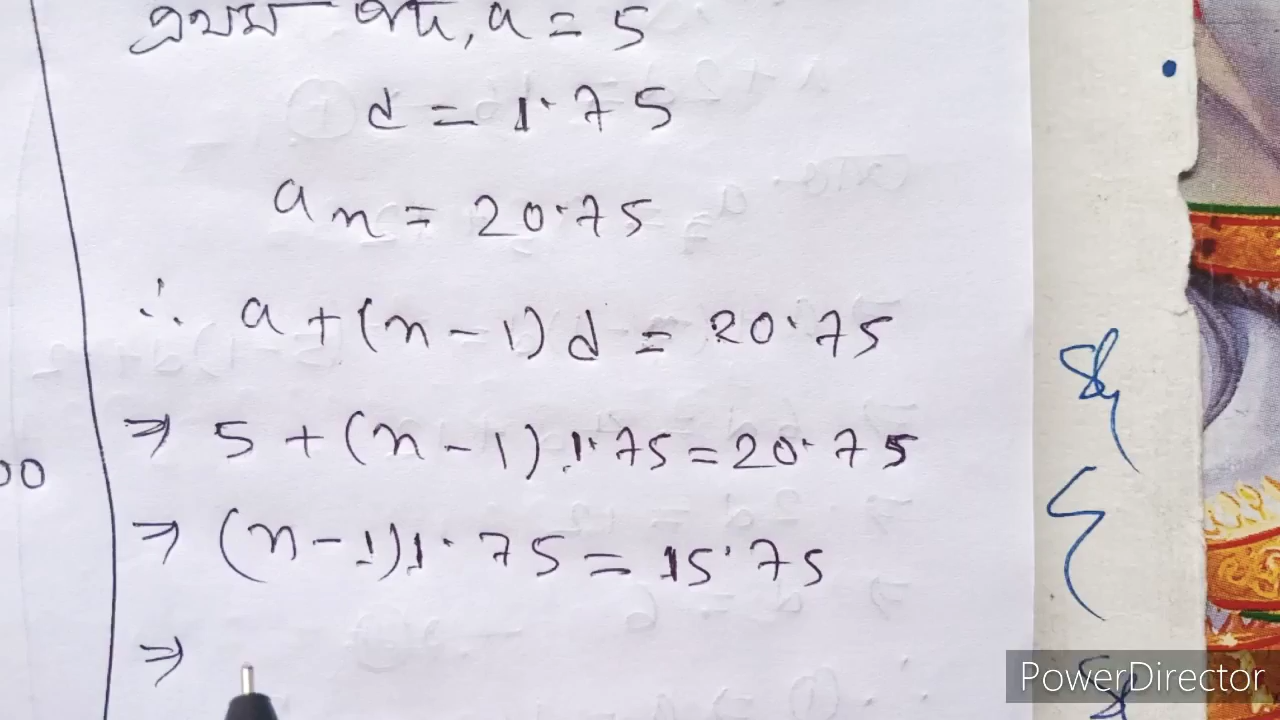 প্রথম পদ, a = 5
d = 1.75
an = 20.75
∴ a + (n - 1) d = 20.75
⇒ 5 + (n - 1) 1.75 = 20.75
00
⇒ (n - 1) 1.75 = 15.75
⇒
PowerDirector